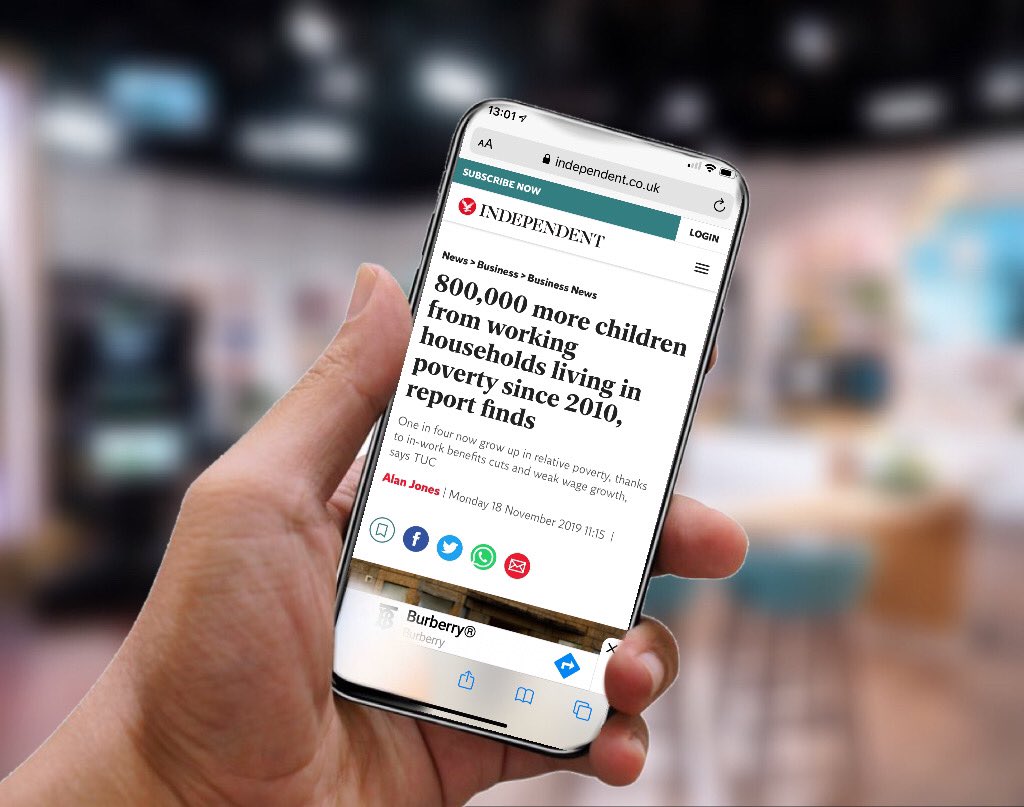 13:01
AA independent.co.uk
SUBSCRIBE NOW
LOGIN
INDEPENDENT
News > Business > Business News
800,000 more children
from working
households living in
poverty since 2010,
report finds
One in four now grow up in relative poverty, thanks
to in-work benefits cuts and weak wage growth,
says TUC
Alan Jones | Monday 18 November 2019 11:15 |
Burberry®
Burberry